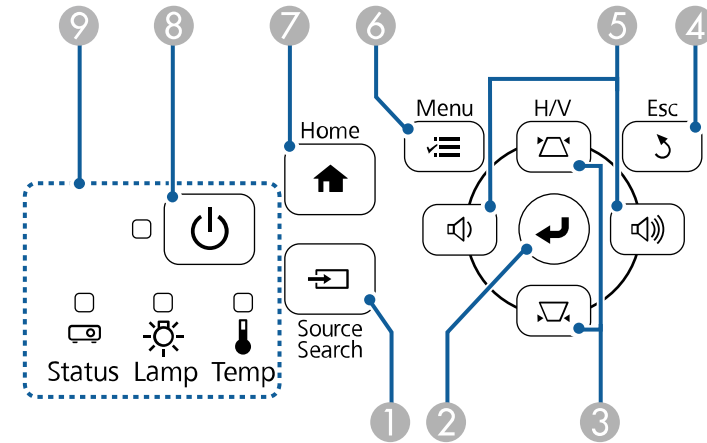 9 8 7 6 5 4
Menu H/V Esc
Home
Source
Search
Status Lamp Temp
1 2 3